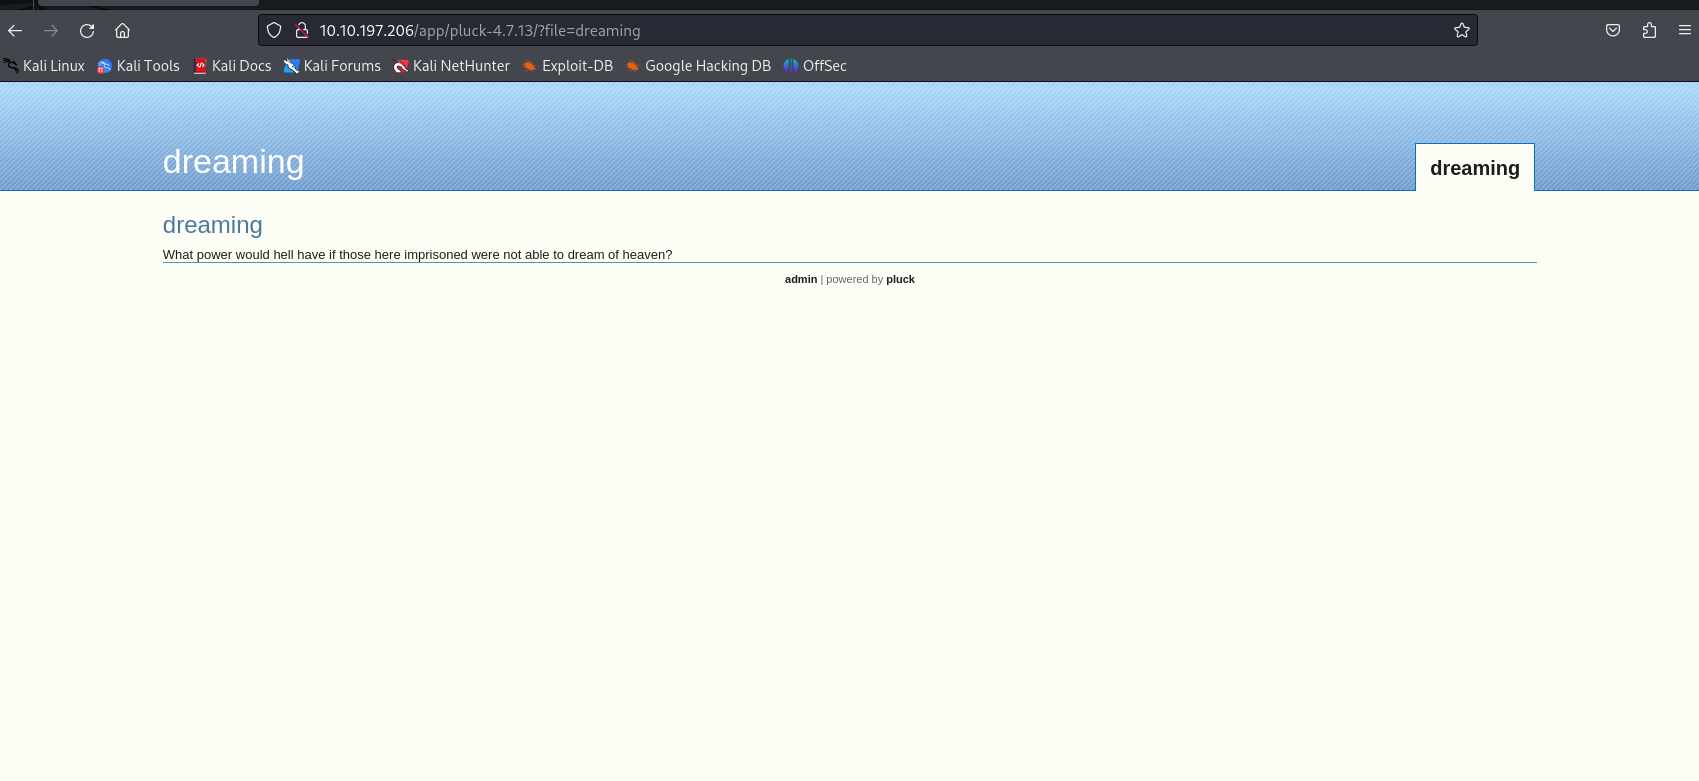 10.10.197.206/app/pluck-4.7.13/?file=dreaming
Kali Linux Kali Tools Kali Docs Kali Forums Kali NetHunter Exploit-DB Google Hacking DB OffSec
dreaming
dreaming
dreaming
What power would hell have if those here imprisoned were not able to dream of heaven?
admin | powered by pluck